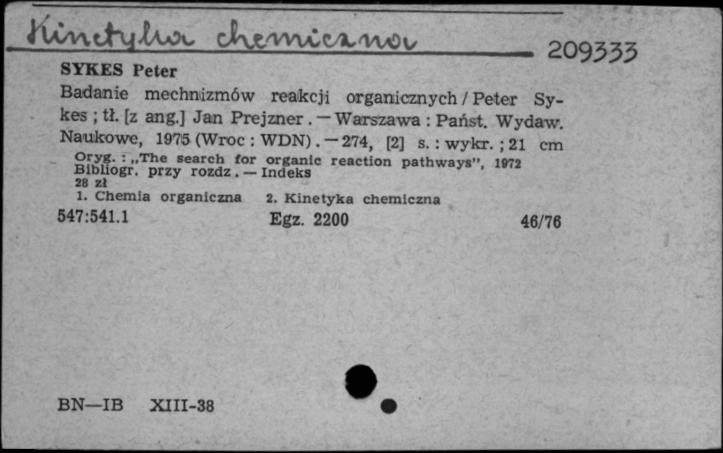 Kinetyka chemiczna
209333
SYKES Peter
Badanie mechnizmów reakcji organicznych / Peter Sy-
kes ; tł. [z ang.] Jan Prejzner . — Warszawa : Państ. Wydaw.
Naukowe, 1975 (Wroc : WDN) . — 274, [2] s. : wykr. ; 21 cm
Oryg. : „The search for organic reaction pathways”, 1972
Bibliogr. przy rozdz . — Indeks
28 zł
1. Chemia organiczna 2. Kinetyka chemiczna
547:541.1 Egz. 2200 46/76
BN—IB XIII-38